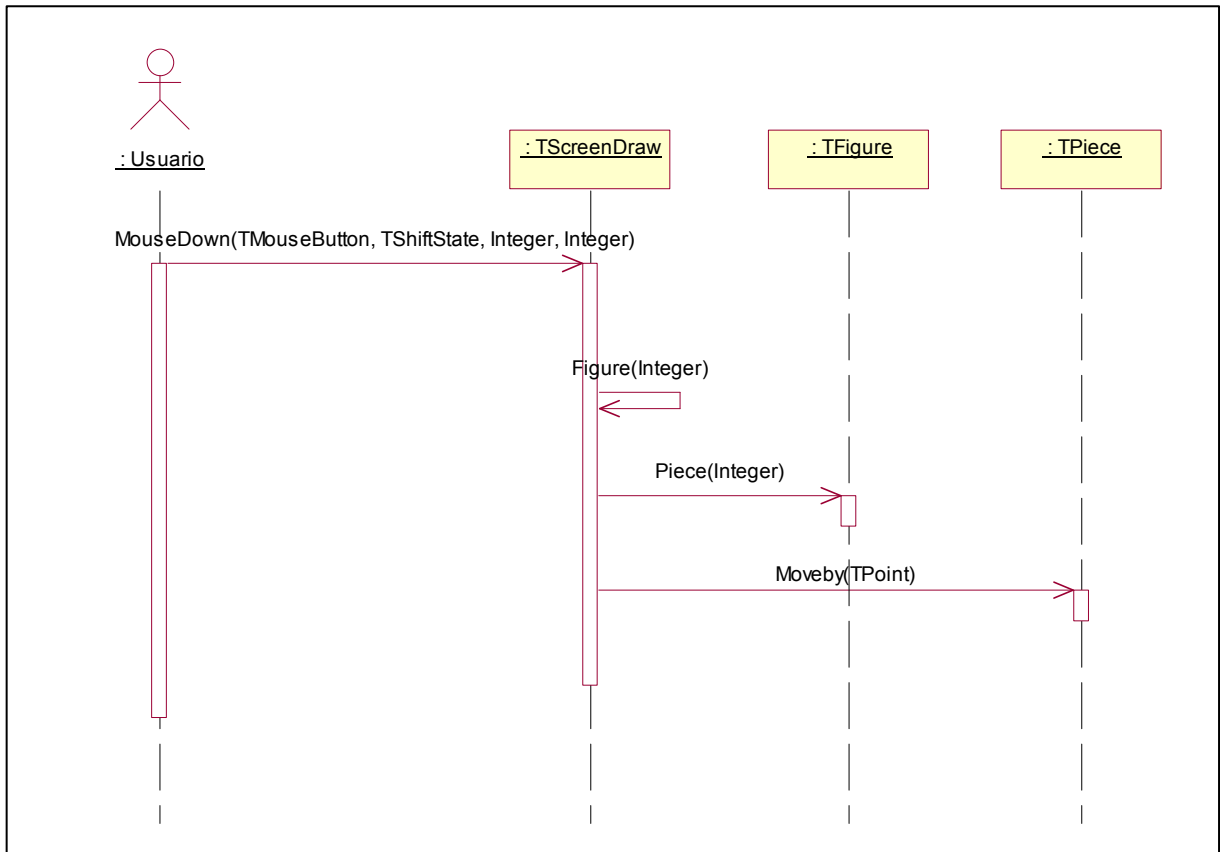 : Usuario
: TScreenDraw
: TFigure
: TPiece
MouseDown(TMouseButton, TShiftState, Integer, Integer)
Figure(Integer)
Piece(Integer)
Moveby(TPoint)